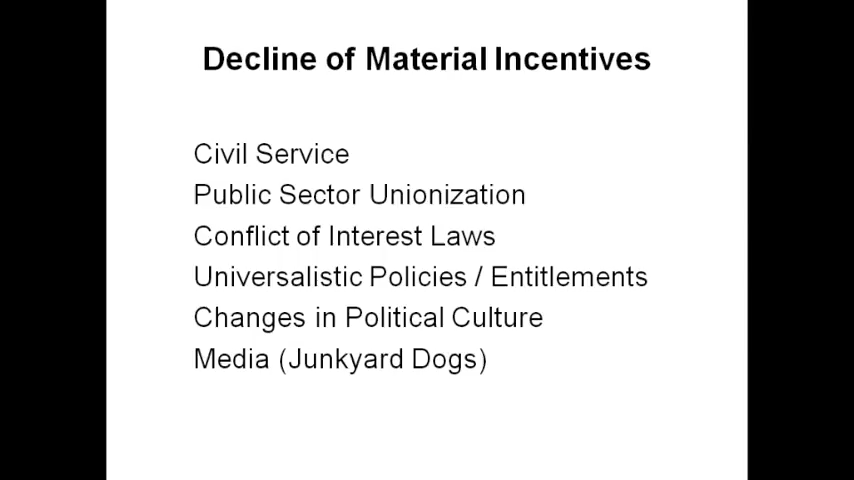 Decline of Material Incentives
Civil Service
Public Sector Unionization
Conflict of Interest Laws
Universalistic Policies / Entitlements
Changes in Political Culture
Media (Junkyard Dogs)